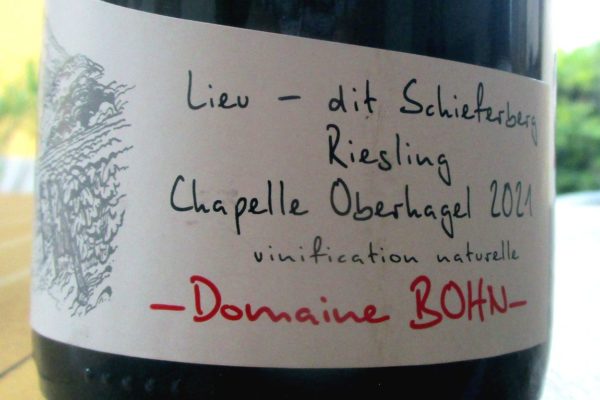 Lieu - dit Schieferberg
Riesling
Chapelle Oberhagel 2021
vinification naturelle
-Domaine BOHN-